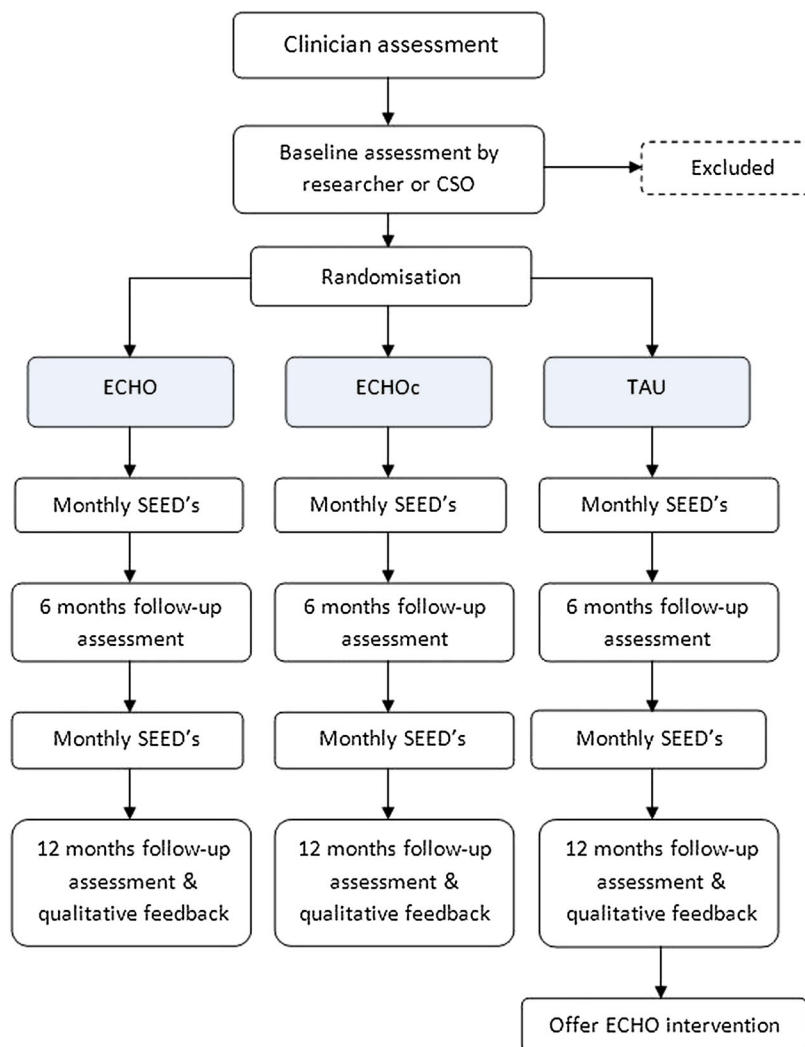 Clinician assessment
Baseline assessment by
researcher or CSO
Excluded
Randomisation
ECHO
ECHOc
TAU
Monthly SEED's
Monthly SEED's
Monthly SEED's
6 months follow-up
assessment
6 months follow-up
assessment
6 months follow-up
assessment
Monthly SEED's
Monthly SEED's
Monthly SEED's
12 months follow-up
assessment &
qualitative feedback
12 months follow-up
assessment &
qualitative feedback
12 months follow-up
assessment &
qualitative feedback
Offer ECHO intervention